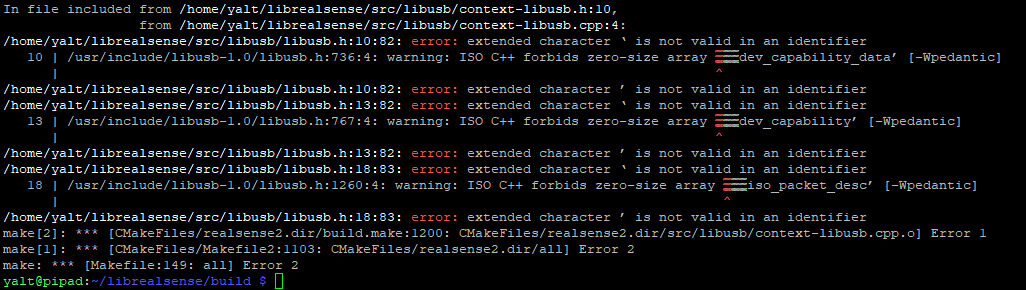 In file included from /home/yalt/librealsense/src/libusb/context-libusb.h:10,
                 from /home/yalt/librealsense/src/libusb/context-libusb.cpp:4:
/home/yalt/librealsense/src/libusb/libusb.h:10:82: error: extended character ‘ is not valid in an identifier
   10 | /usr/include/libusb-1.0/libusb.h:736:4: warning: ISO C++ forbids zero-size array dev_capability_data’ [-Wpedantic]
      |                                                                                  ^
/home/yalt/librealsense/src/libusb/libusb.h:10:82: error: extended character ’ is not valid in an identifier
/home/yalt/librealsense/src/libusb/libusb.h:13:82: error: extended character ‘ is not valid in an identifier
   13 | /usr/include/libusb-1.0/libusb.h:767:4: warning: ISO C++ forbids zero-size array dev_capability’ [-Wpedantic]
      |                                                                                  ^
/home/yalt/librealsense/src/libusb/libusb.h:13:82: error: extended character ’ is not valid in an identifier
/home/yalt/librealsense/src/libusb/libusb.h:18:83: error: extended character ‘ is not valid in an identifier
   18 | /usr/include/libusb-1.0/libusb.h:1260:4: warning: ISO C++ forbids zero-size array iso_packet_desc’ [-Wpedantic]
      |                                                                                   ^
/home/yalt/librealsense/src/libusb/libusb.h:18:83: error: extended character ’ is not valid in an identifier
make[2]: *** [CMakeFiles/realsense2.dir/build.make:1200: CMakeFiles/realsense2.dir/src/libusb/context-libusb.cpp.o] Error 1
make[1]: *** [CMakeFiles/Makefile2:1103: CMakeFiles/realsense2.dir/all] Error 2
make: *** [Makefile:149: all] Error 2
yalt@pipad:~/librealsense/build $